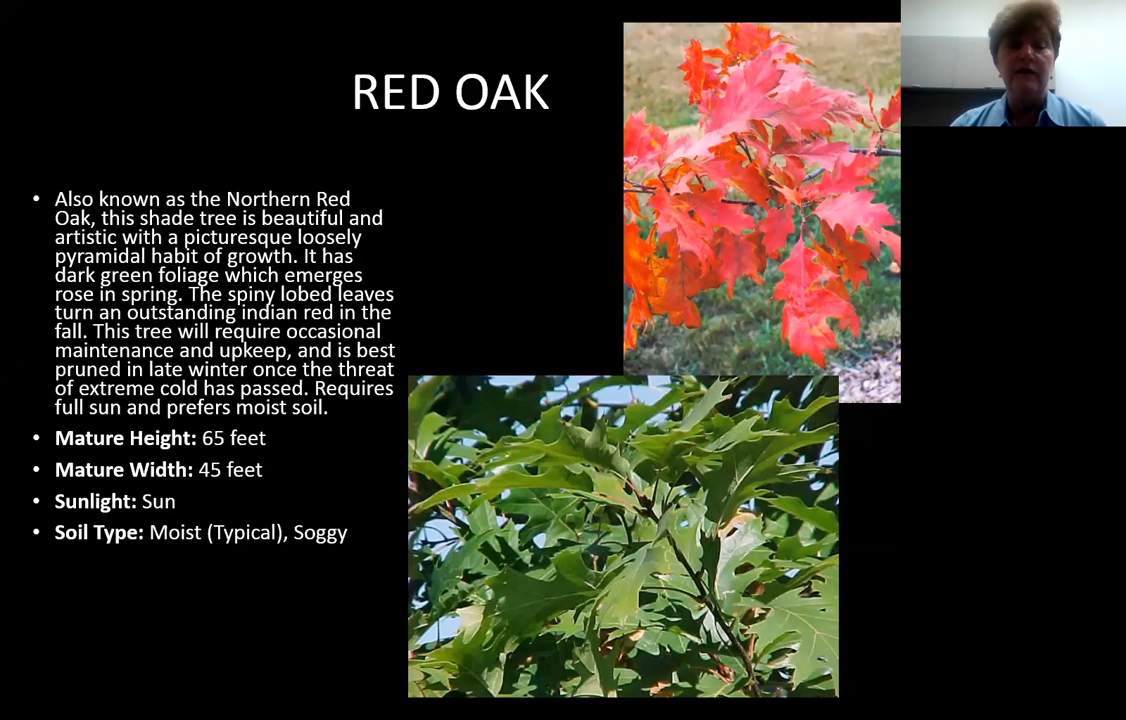 RED OAK
• Also known as the Northern Red
Oak, this shade tree is beautiful and
artistic with a picturesque loosely
pyramidal habit of growth. It has
dark green foliage which emerges
rose in spring. The spiny lobed leaves
turn an outstanding indian red in the
fall. This tree will require occasional
maintenance and upkeep, and is best
pruned in late winter once the threat
of extreme cold has passed. Requires
full sun and prefers moist soil.
• Mature Height: 65 feet
• Mature Width: 45 feet
• Sunlight: Sun
• Soil Type: Moist (Typical), Soggy